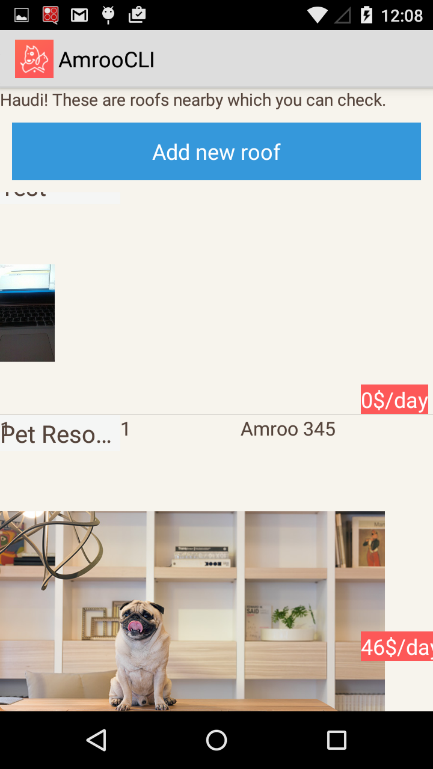 12:08
AmrooCLI
Haudi! These are roofs nearby which you can check.
Add new roof
Test
0$/day
Pet Reso… 1 Amroo 345
46$/day